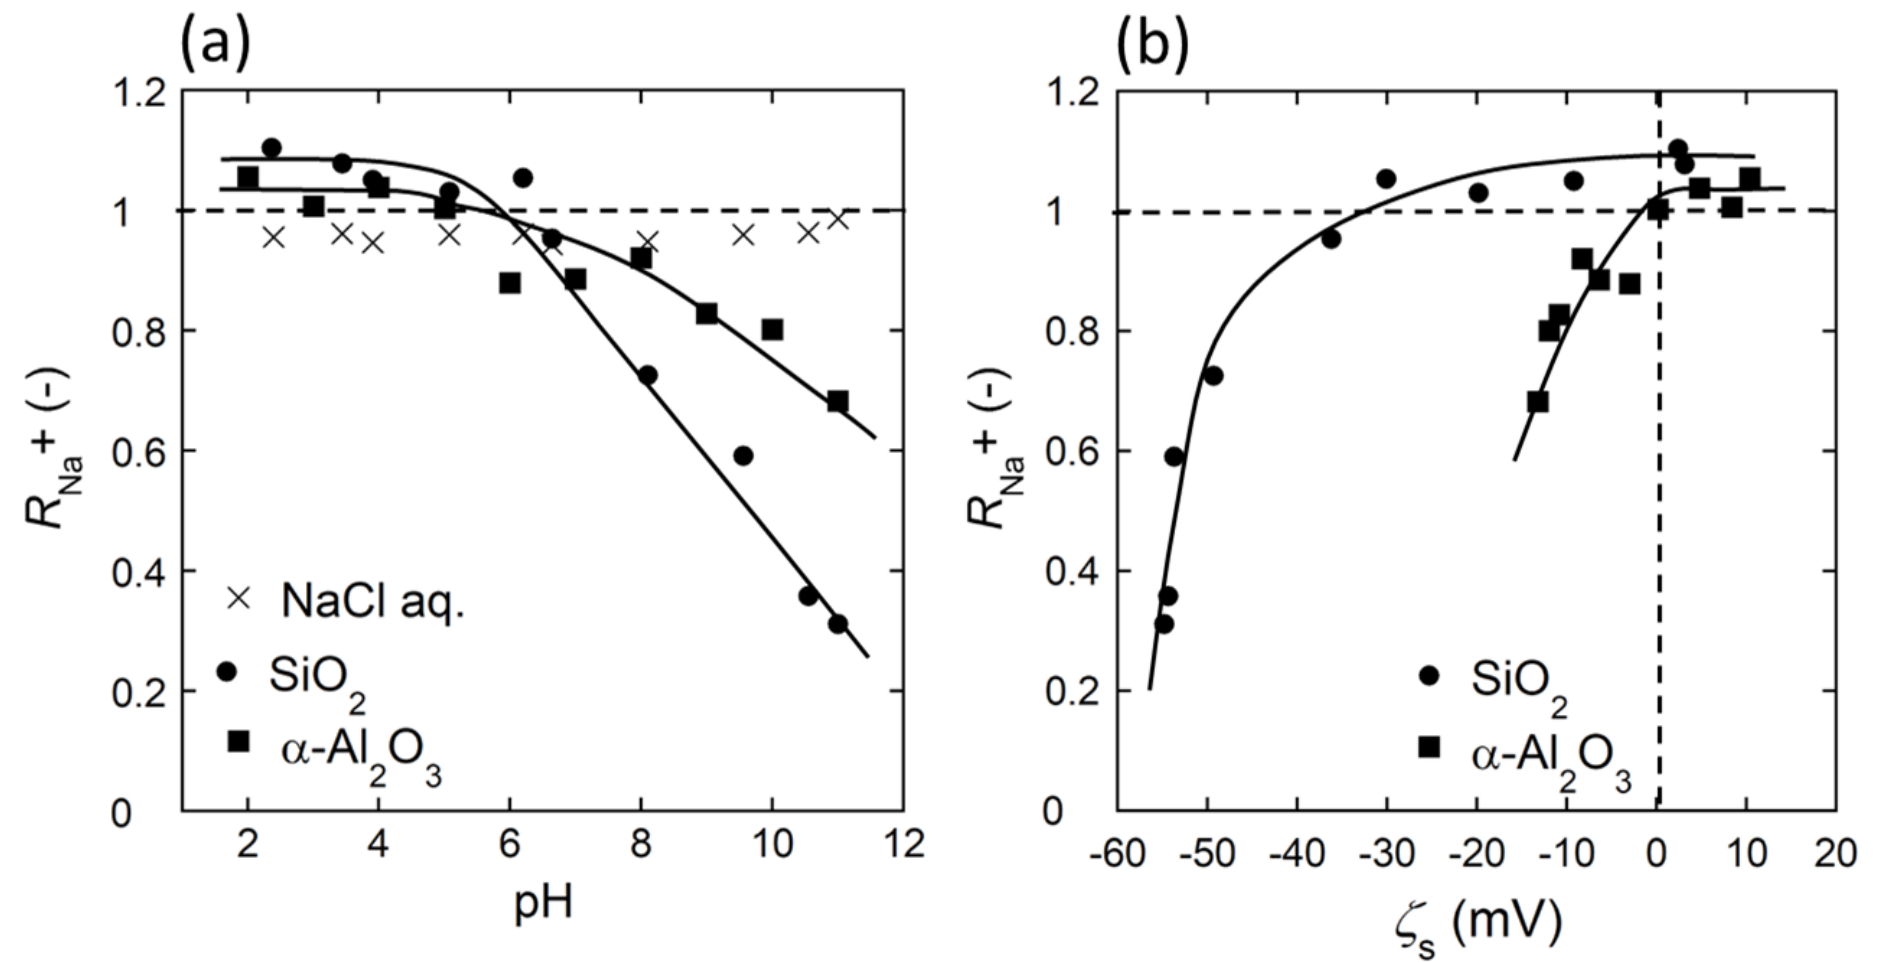 (a)
1.2
1
0.8
0.6
0.4
0.2
0
R_Na+ (-)
× NaCl aq.
● SiO2
■ α-Al2O3
2 4 6 8 10 12
pH
(b)
1.2
1
0.8
0.6
0.4
0.2
0
R_Na+ (-)
● SiO2
■ α-Al2O3
-60 -50 -40 -30 -20 -10 0 10 20
ζs (mV)